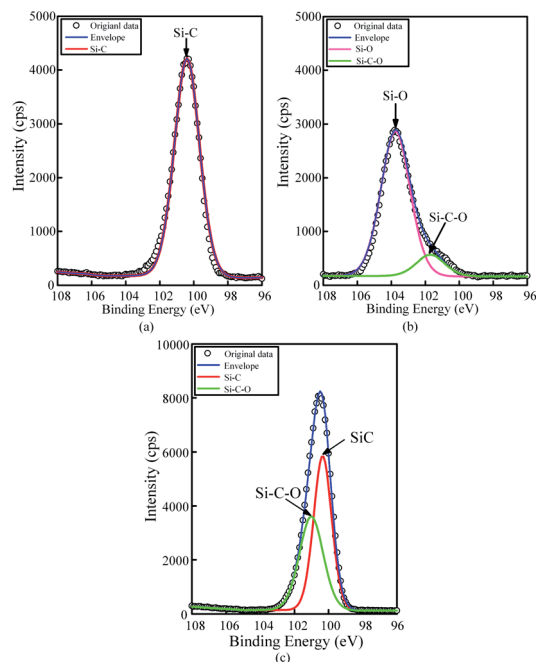 Origianl data
Envelope
Si-C
Si-C
5000
4000
3000
2000
1000
0
Intensity (cps)
108 106 104 102 100 98 96
Binding Energy (eV)
(a)
Origianl data
Envelope
Si-O
Si-C-O
Si-O
Si-C-O
5000
4000
3000
2000
1000
0
Intensity (cps)
108 106 104 102 100 98 96
Binding Energy (eV)
(b)
Original data
Envelope
Si-C
Si-C-O
SiC
Si-C-O
10000
8000
6000
4000
2000
0
Intensity (cps)
108 106 104 102 100 98 96
Binding Energy (eV)
(c)